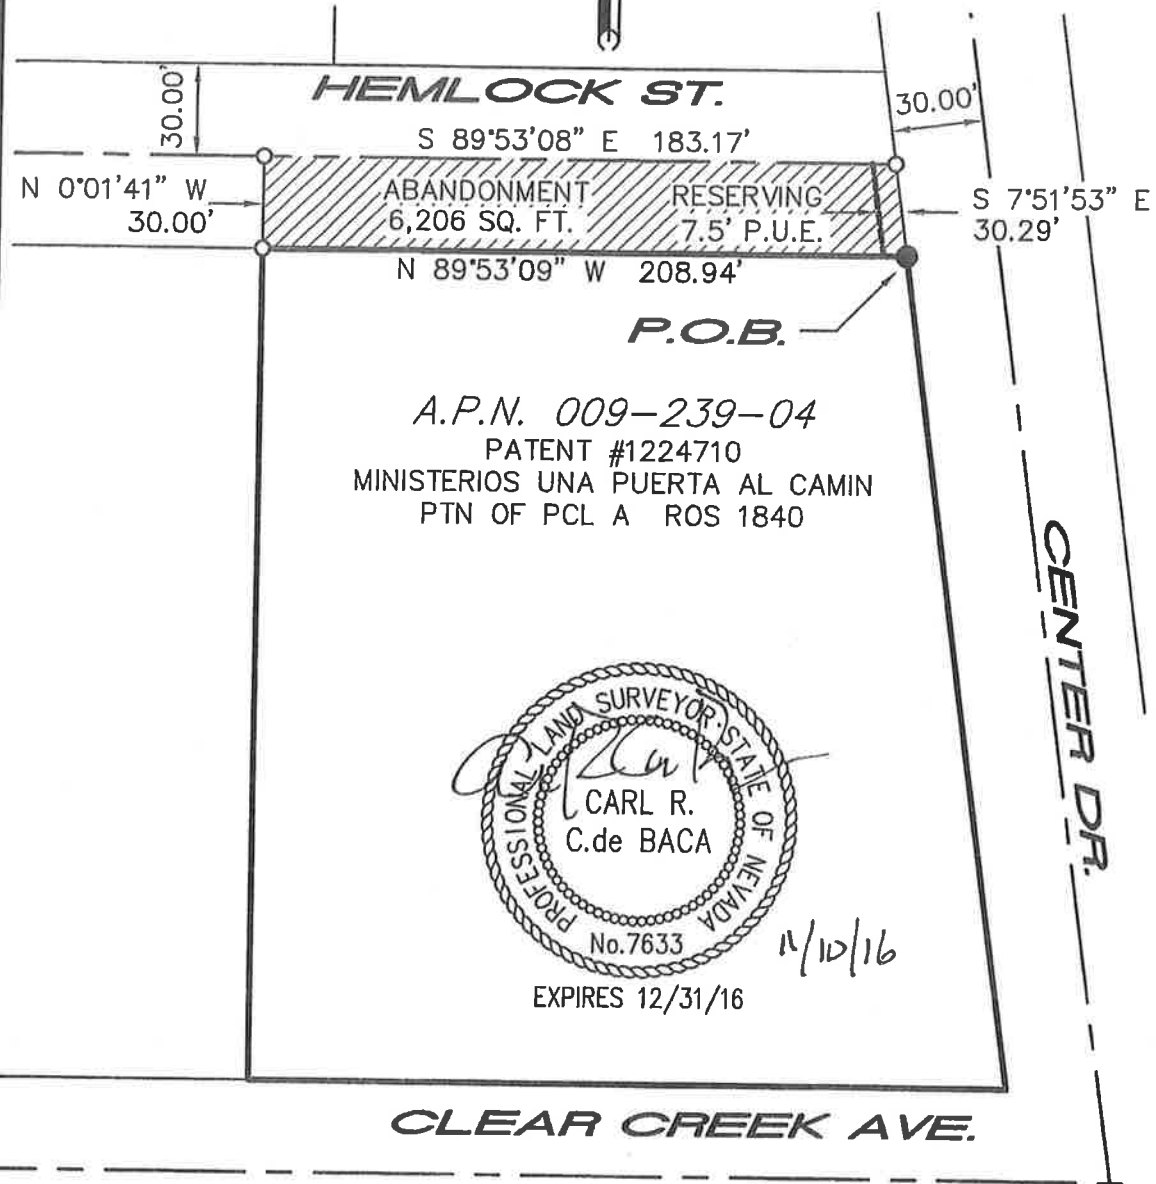 30.00'
HEMLOCK ST.
30.00'
S 89°53'08" E 183.17'
N 0°01'41" W
30.00'
ABANDONMENT
6,206 SQ. FT.
RESERVING
7.5' P.U.E.
S 7°51'53" E
30.29'
N 89°53'09" W 208.94'
P.O.B.
A.P.N. 009-239-04
PATENT #1224710
MINISTERIOS UNA PUERTA AL CAMIN
PTN OF PCL A ROS 1840
CENTER DR.
PROFESSIONAL LAND SURVEYOR · STATE OF NEVADA
CARL R.
C.de BACA
No.7633
11/10/16
EXPIRES 12/31/16
CLEAR CREEK AVE.